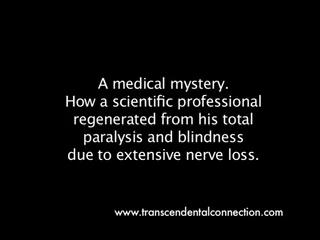 A medical mystery.
How a scientific professional
regenerated from his total
paralysis and blindness
due to extensive nerve loss.
www.transcendentalconnection.com